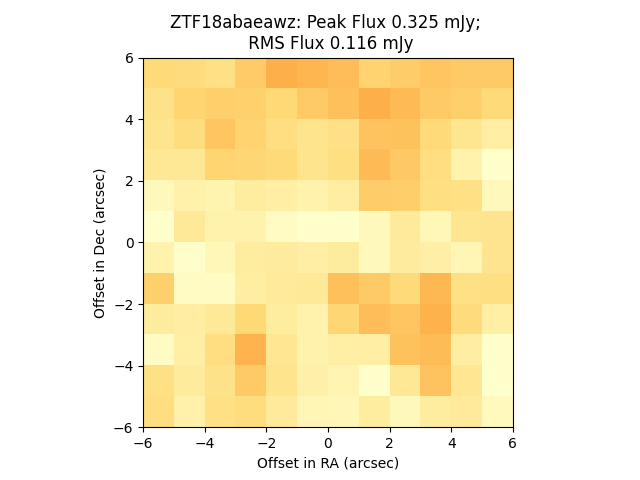 ZTF18abaeawz: Peak Flux 0.325 mJy;
RMS Flux 0.116 mJy
6
4
2
0
−2
−4
−6
Offset in Dec (arcsec)
−6 −4 −2 0 2 4 6
Offset in RA (arcsec)